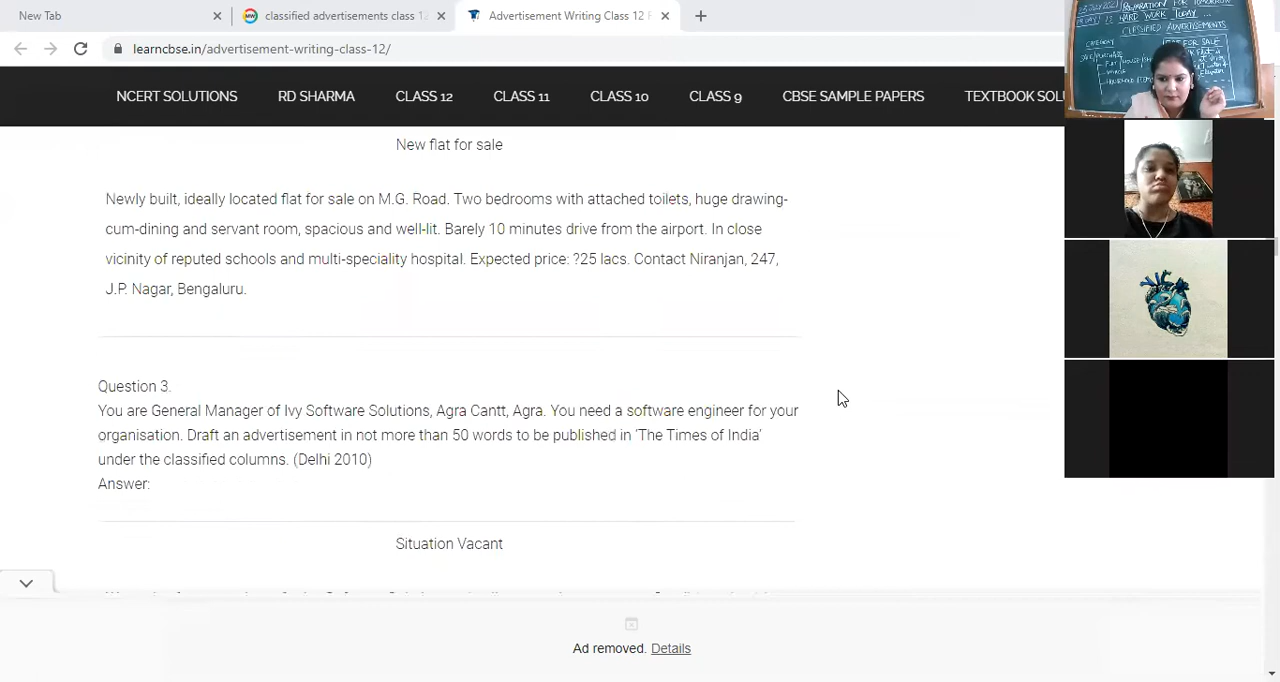 New Tab
classified advertisements class 12
Advertisement Writing Class 12 F
learncbse.in/advertisement-writing-class-12/
NCERT SOLUTIONS RD SHARMA CLASS 12 CLASS 11 CLASS 10 CLASS 9 CBSE SAMPLE PAPERS TEXTBOOK SOLU
New flat for sale
Newly built, ideally located flat for sale on M.G. Road. Two bedrooms with attached toilets, huge drawing-
cum-dining and servant room, spacious and well-lit. Barely 10 minutes drive from the airport. In close
vicinity of reputed schools and multi-speciality hospital. Expected price: ?25 lacs. Contact Niranjan, 247,
J.P. Nagar, Bengaluru.
Question 3.
You are General Manager of Ivy Software Solutions, Agra Cantt, Agra. You need a software engineer for your
organisation. Draft an advertisement in not more than 50 words to be published in ‘The Times of India’
under the classified columns. (Delhi 2010)
Answer:
Situation Vacant
Ad removed. Details
PREPARATION FOR TOMORROW
HARD WORK TODAY ...
CLASSIFIED ADVERTISEMENTS
CATEGORY
FOR SALE